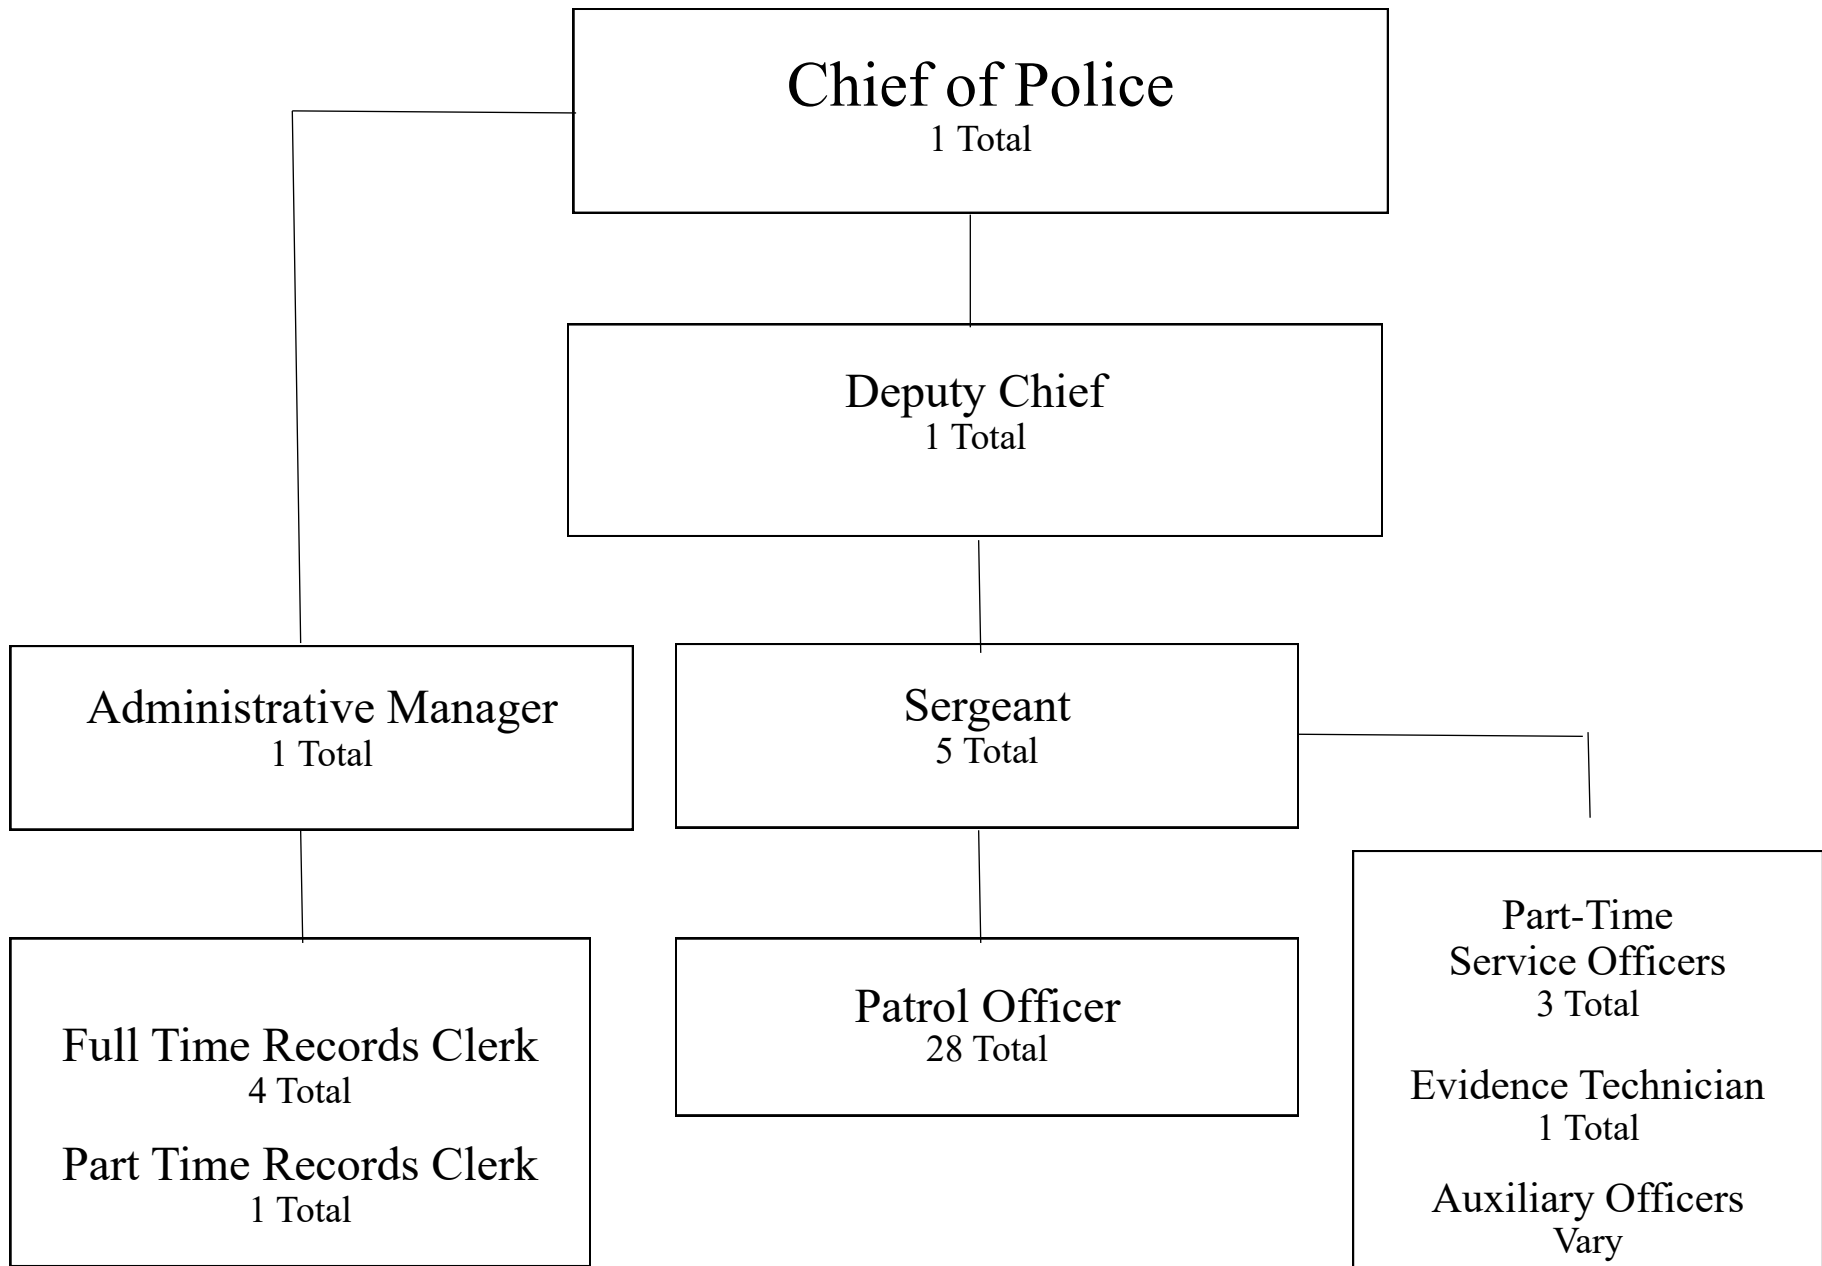 Chief of Police
1 Total
Deputy Chief
1 Total
Administrative Manager
1 Total
Sergeant
5 Total
Full Time Records Clerk
4 Total
Part Time Records Clerk
1 Total
Patrol Officer
28 Total
Part-Time
Service Officers
3 Total
Evidence Technician
1 Total
Auxiliary Officers
Vary